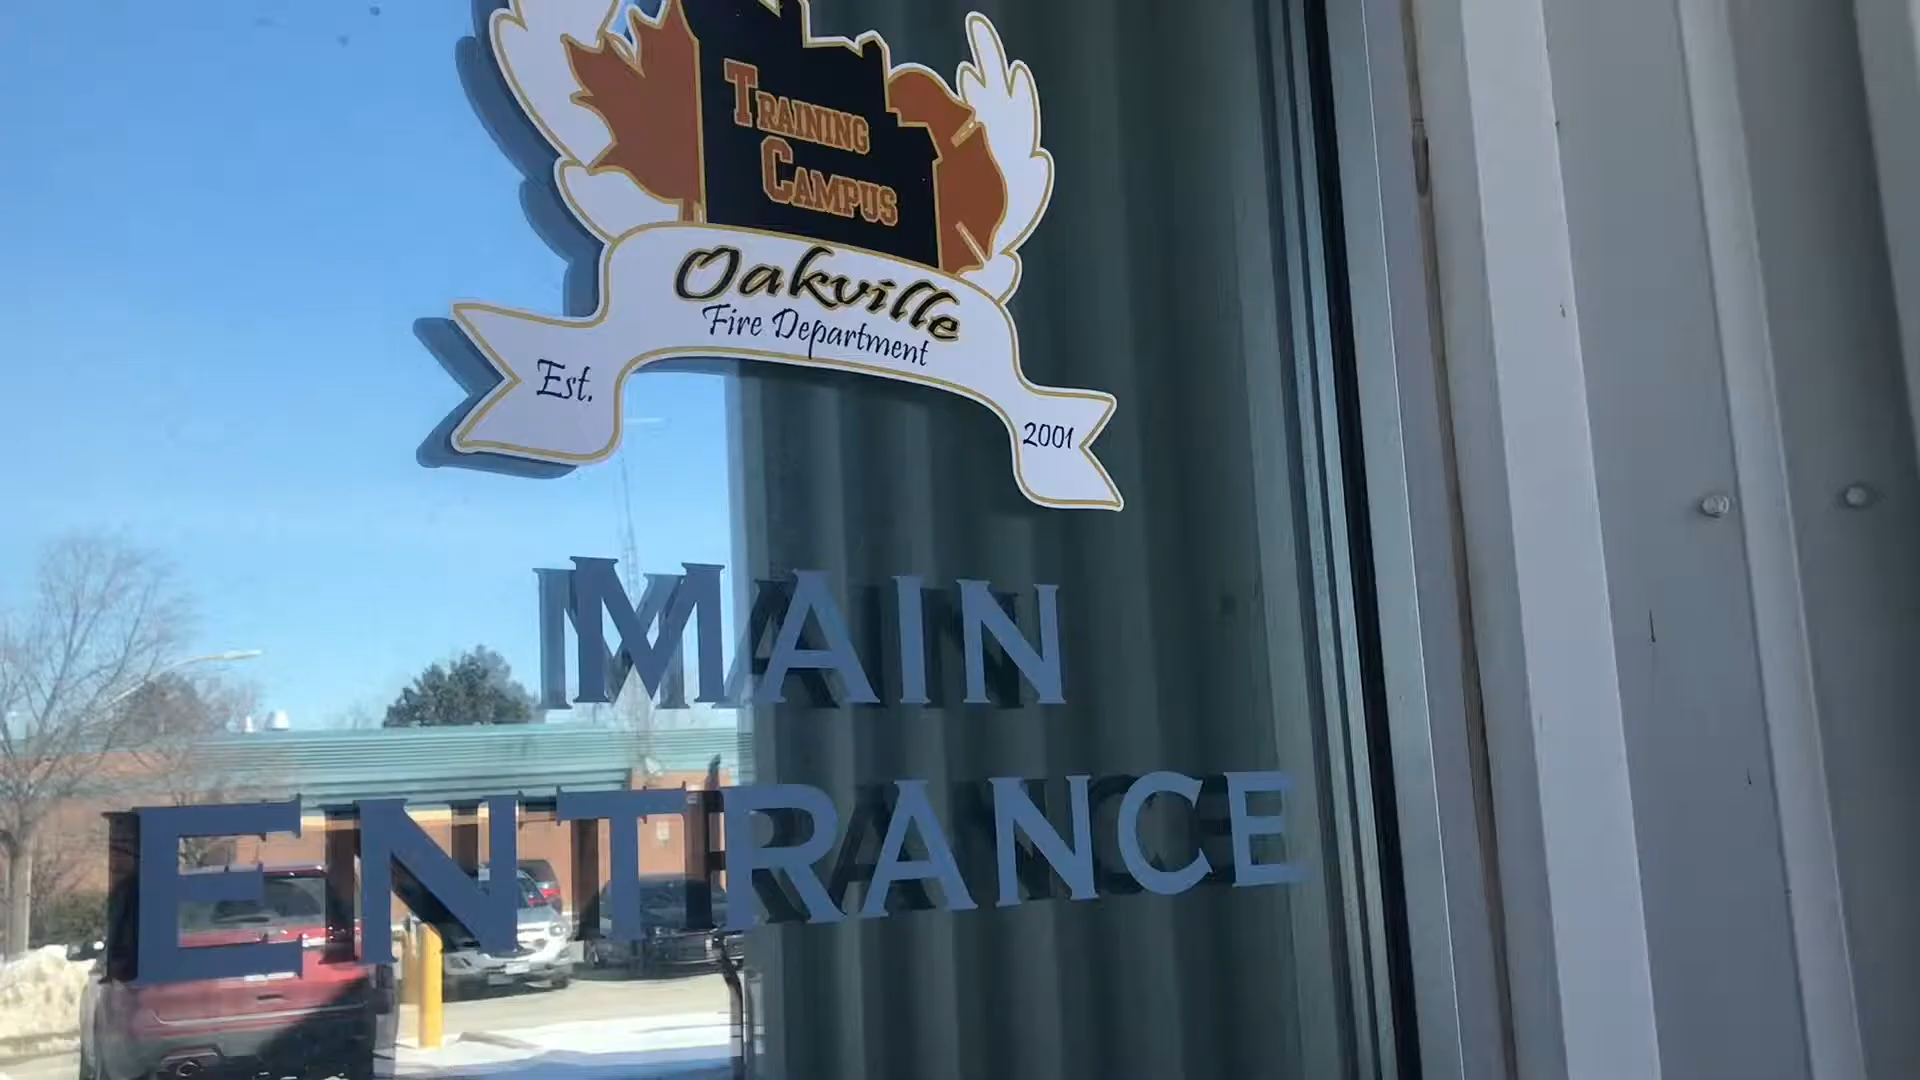 Training
Campus
Oakville
Fire Department
Est.
2001
MAIN
ENTRANCE